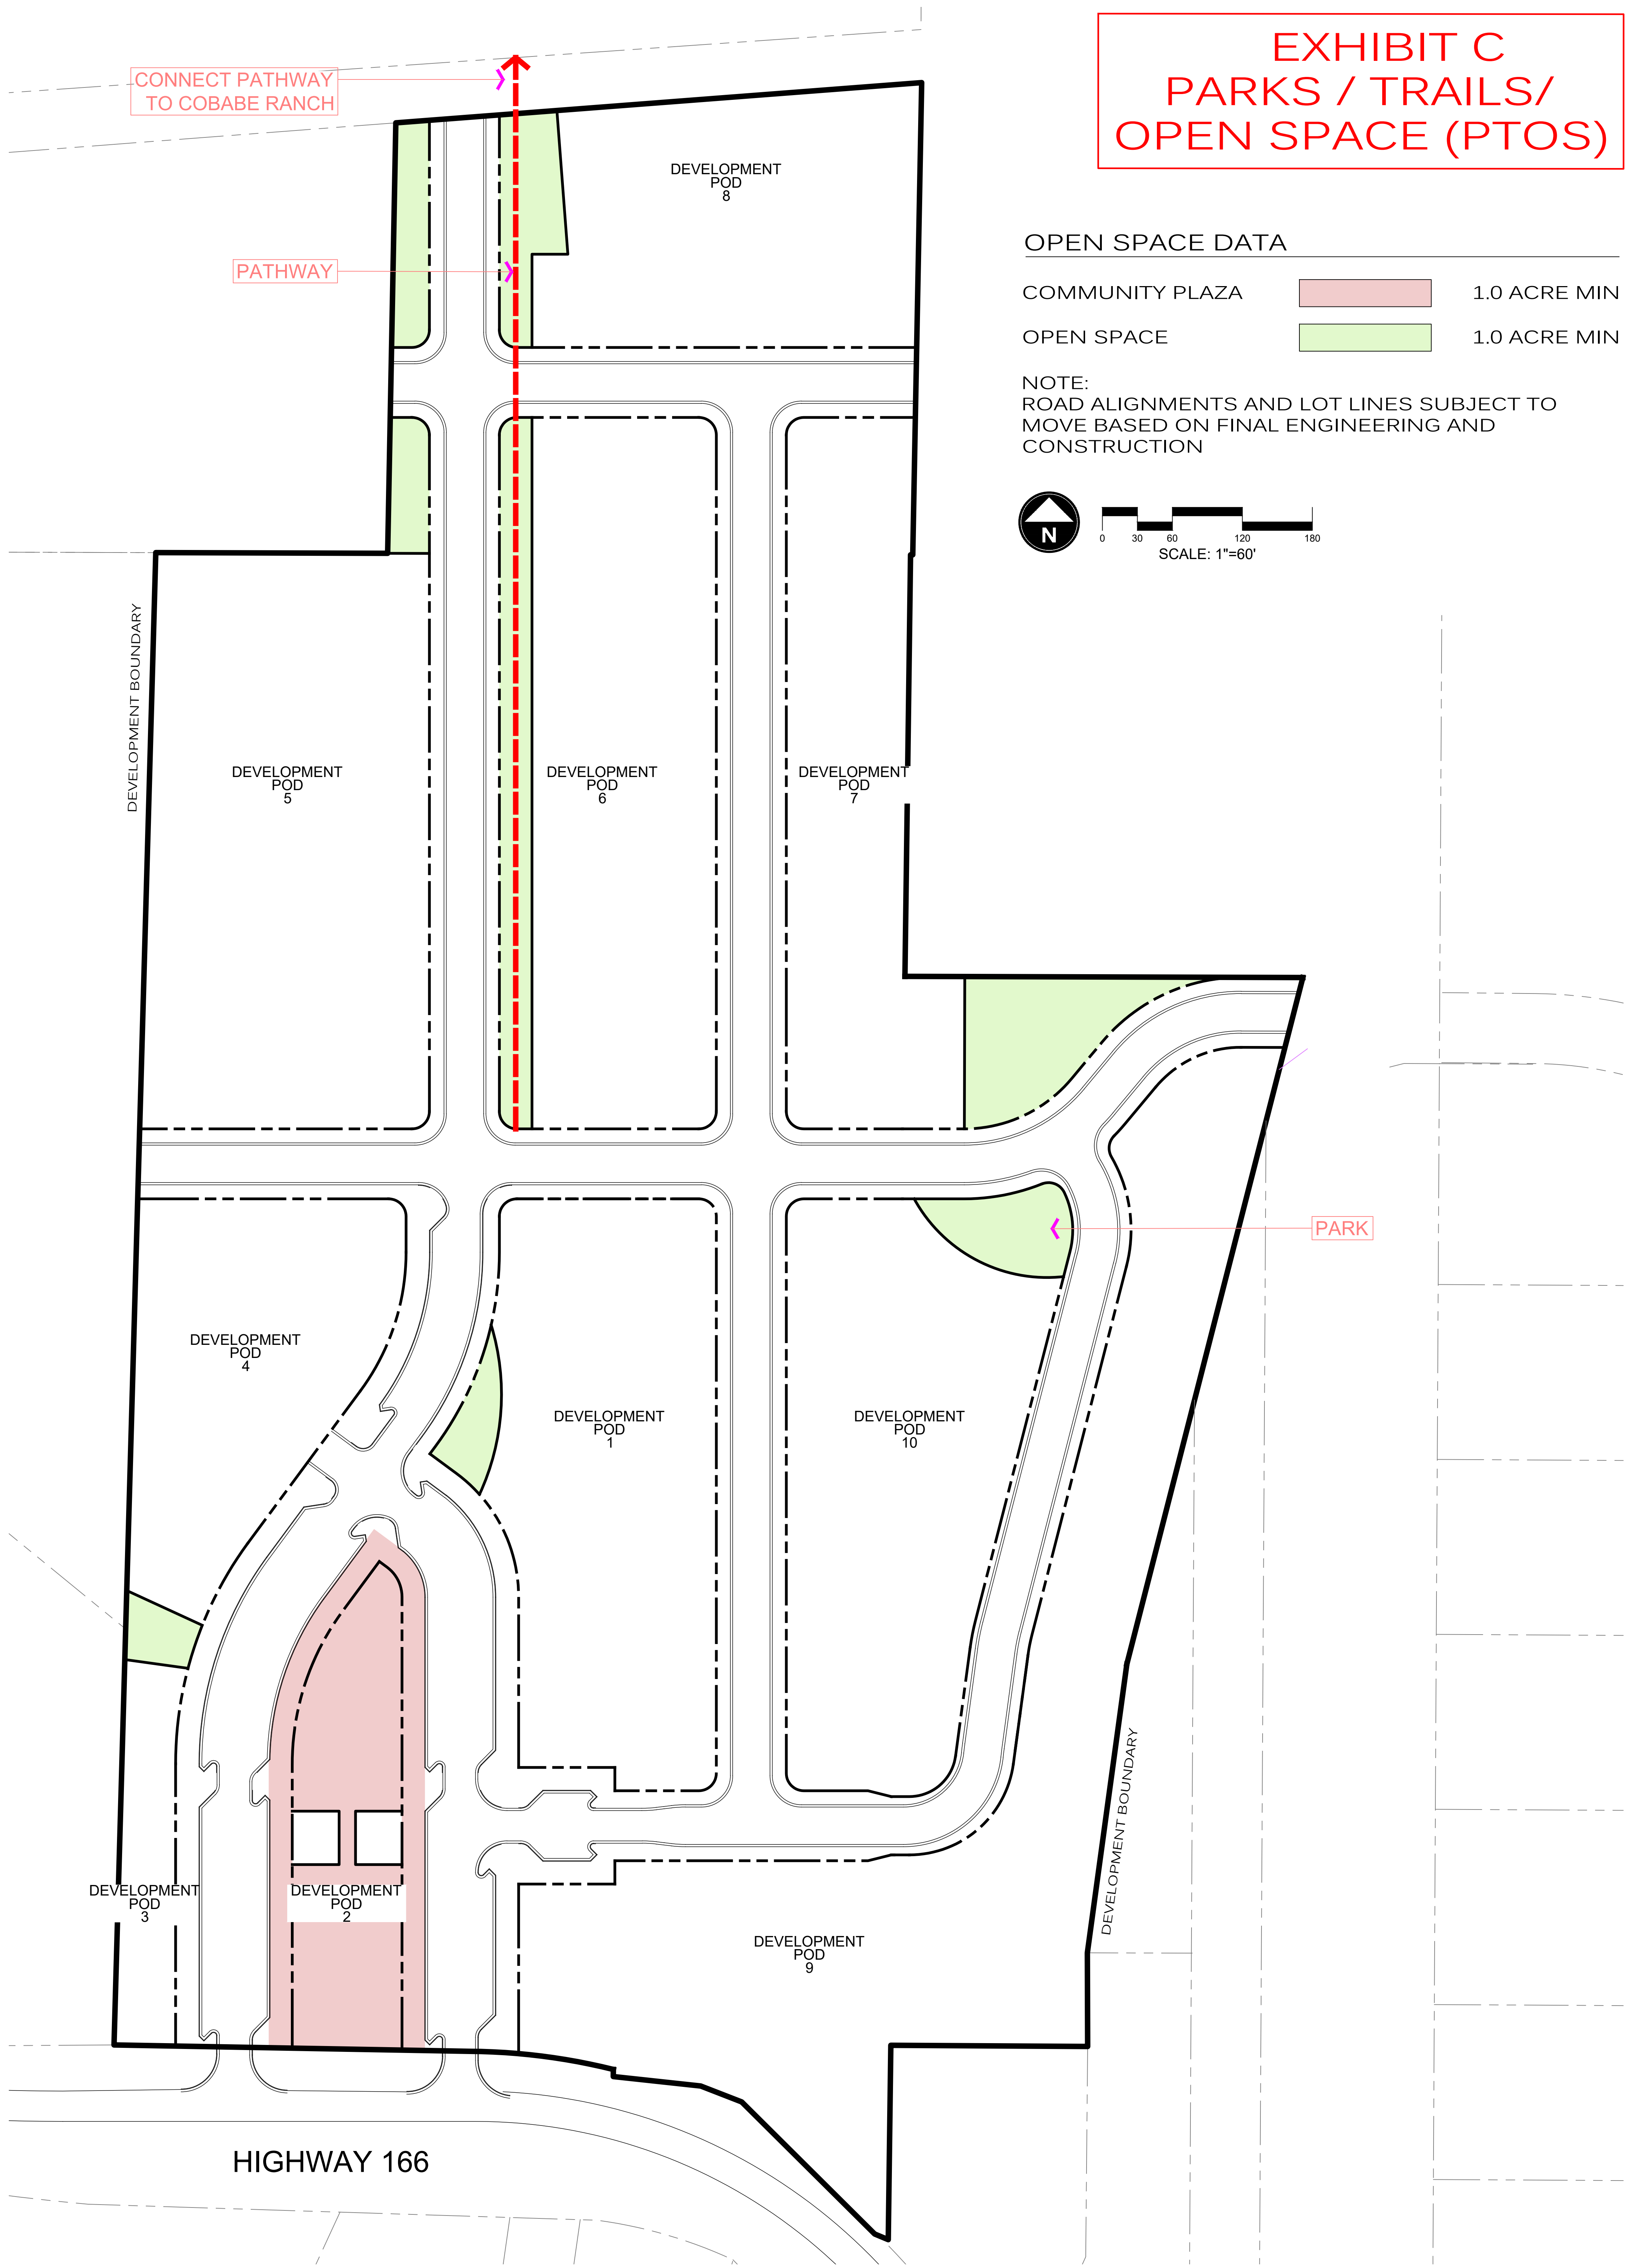 EXHIBIT C
PARKS / TRAILS/
OPEN SPACE (PTOS)
CONNECT PATHWAY
TO COBABE RANCH
DEVELOPMENT
POD
8
OPEN SPACE DATA
PATHWAY
COMMUNITY PLAZA
1.0 ACRE MIN
OPEN SPACE
1.0 ACRE MIN
NOTE:
ROAD ALIGNMENTS AND LOT LINES SUBJECT TO
MOVE BASED ON FINAL ENGINEERING AND
CONSTRUCTION
N
0 30 60 120 180
SCALE: 1"=60'
DEVELOPMENT BOUNDARY
DEVELOPMENT
POD
5
DEVELOPMENT
POD
6
DEVELOPMENT
POD
7
PARK
DEVELOPMENT
POD
4
DEVELOPMENT
POD
1
DEVELOPMENT
POD
10
DEVELOPMENT BOUNDARY
DEVELOPMENT
POD
3
DEVELOPMENT
POD
2
DEVELOPMENT
POD
9
HIGHWAY 166